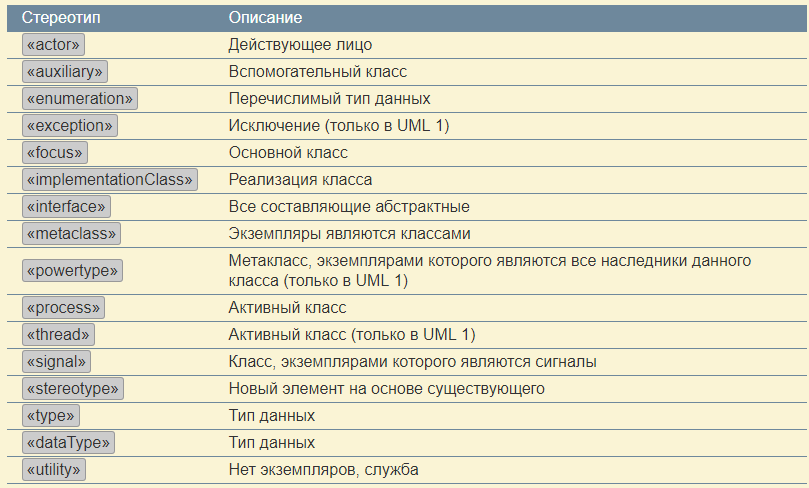 Стереотип Описание
«actor» Действующее лицо
«auxiliary» Вспомогательный класс
«enumeration» Перечислимый тип данных
«exception» Исключение (только в UML 1)
«focus» Основной класс
«implementationClass» Реализация класса
«interface» Все составляющие абстрактные
«metaclass» Экземпляры являются классами
«powertype» Метакласс, экземплярами которого являются все наследники данного
класса (только в UML 1)
«process» Активный класс
«thread» Активный класс (только в UML 1)
«signal» Класс, экземплярами которого являются сигналы
«stereotype» Новый элемент на основе существующего
«type» Тип данных
«dataType» Тип данных
«utility» Нет экземпляров, служба